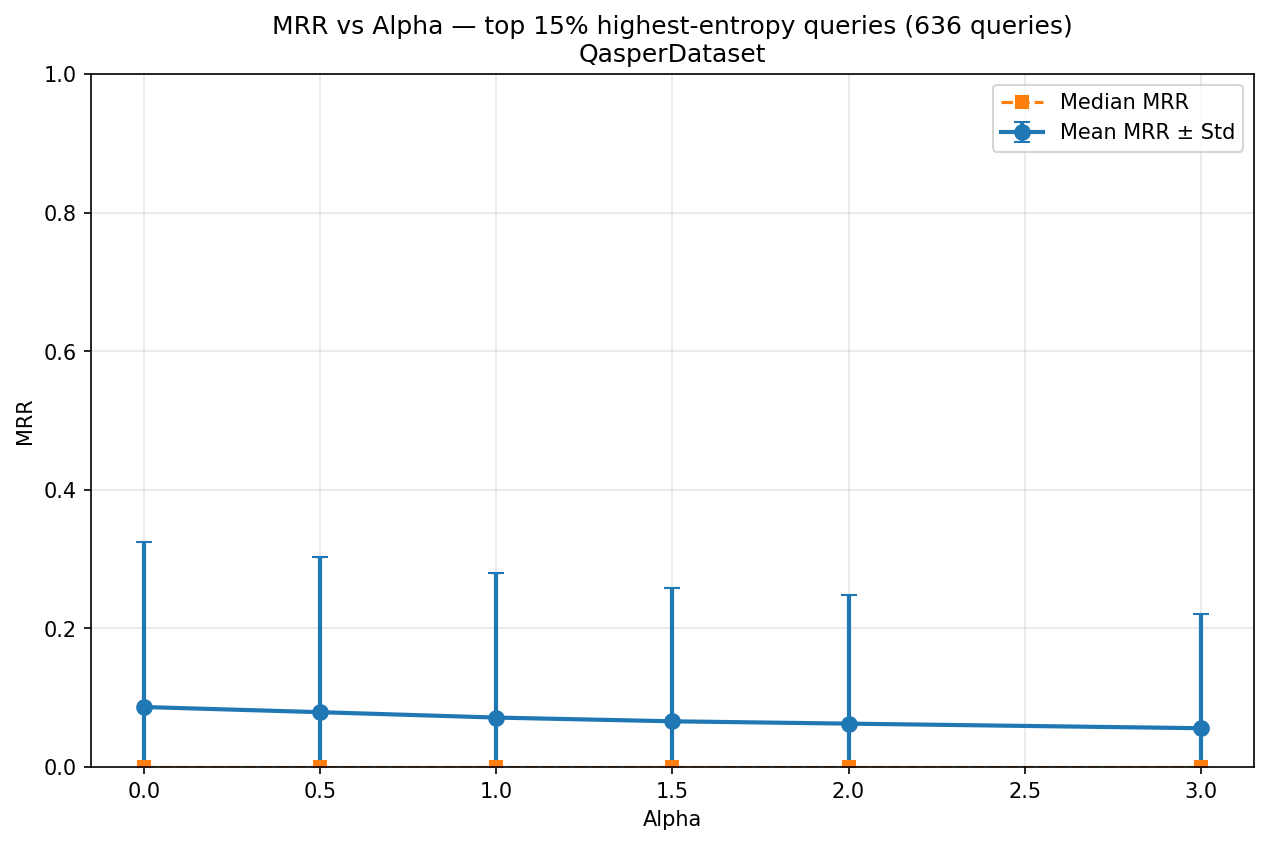 MRR vs Alpha — top 15% highest-entropy queries (636 queries)
QasperDataset
Median MRR
Mean MRR ± Std
MRR
1.0
0.8
0.6
0.4
0.2
0.0
0.0 0.5 1.0 1.5 2.0 2.5 3.0
Alpha